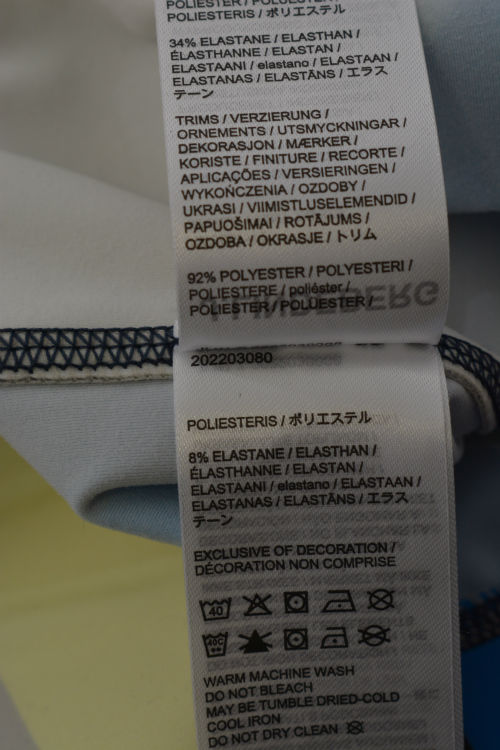 POLIESTER / POLUESTER /
POLIESTERIS / ポリエステル
34% ELASTANE / ELASTHAN /
ÉLASTHANNE / ELASTAN /
ELASTAANI / elastano / ELASTAAN /
ELASTANAS / ELASTĀNS / エラス
テーン
TRIMS / VERZIERUNG /
ORNEMENTS / UTSMYCKNINGAR /
DEKORASJON / MÆRKER /
KORISTE / FINITURE / RECORTE /
APLICAÇÕES / VERSIERINGEN /
WYKOŃCZENIA / OZDOBY /
UKRASI / VIIMISTLUSELEMENDID /
PAPUOŠIMAI / ROTĀJUMS /
OZDOBA / OKRASJE / トリム
92% POLYESTER / POLYESTERI /
POLIESTERE / poliéster /
POLIESTER / POLÜESTER /
202203080
POLIESTERIS / ポリエステル
8% ELASTANE / ELASTHAN /
ÉLASTHANNE / ELASTAN /
ELASTAANI / elastano / ELASTAAN /
ELASTANAS / ELASTĀNS / エラス
テーン
EXCLUSIVE OF DECORATION /
DÉCORATION NON COMPRISE
40
40C
WARM MACHINE WASH
DO NOT BLEACH
MAY BE TUMBLE DRIED-COLD
COOL IRON
DO NOT DRY CLEAN